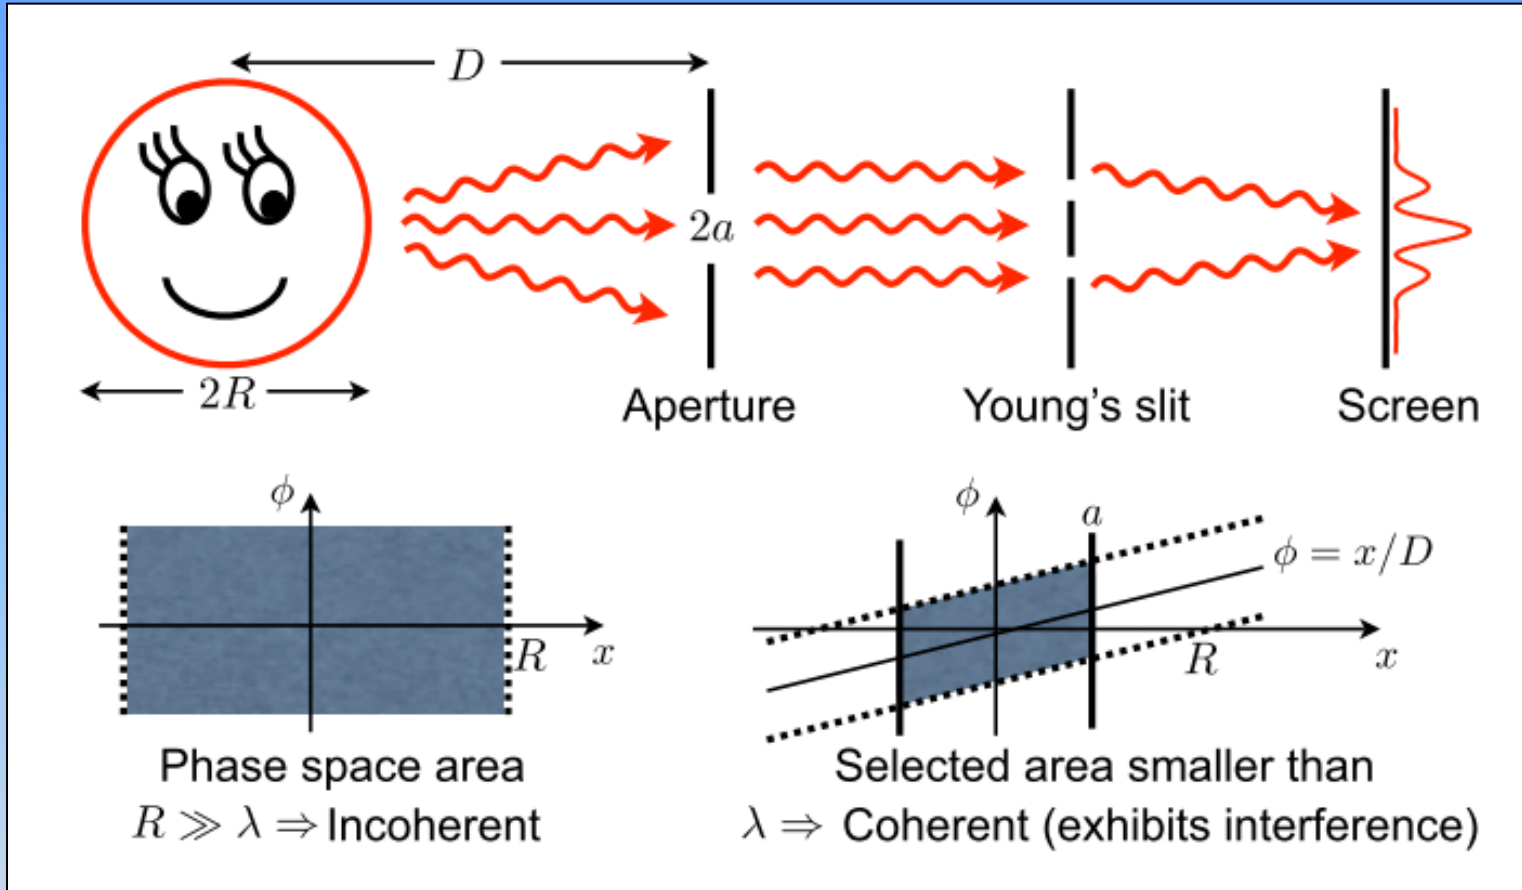 D
2a
2R
Aperture Young's slit Screen
ϕ
R x
Phase space area
R ≫ λ ⇒ Incoherent
ϕ a
ϕ = x/D
R x
Selected area smaller than
λ ⇒ Coherent (exhibits interference)